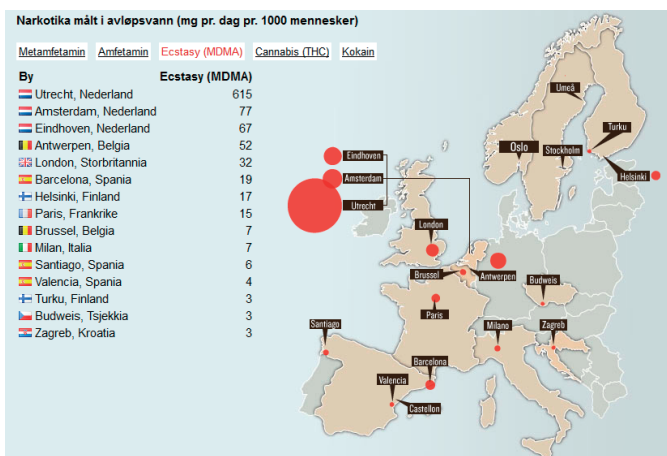 Narkotika målt i avløpsvann (mg pr. dag pr. 1000 mennesker)
Metamfetamin Amfetamin Ecstasy (MDMA) Cannabis (THC) Kokain
By Ecstasy (MDMA)
Utrecht, Nederland 615
Amsterdam, Nederland 77
Eindhoven, Nederland 67
Antwerpen, Belgia 52
London, Storbritannia 32
Barcelona, Spania 19
Helsinki, Finland 17
Paris, Frankrike 15
Brussel, Belgia 7
Milan, Italia 7
Santiago, Spania 6
Valencia, Spania 4
Turku, Finland 3
Budweis, Tsjekkia 3
Zagreb, Kroatia 3
Umeå
Turku
Oslo
Stockholm
Helsinki
Eindhoven
Amsterdam
Utrecht
London
Brussel
Antwerpen
Budweis
Paris
Santiago
Milano
Zagreb
Barcelona
Valencia
Castellon